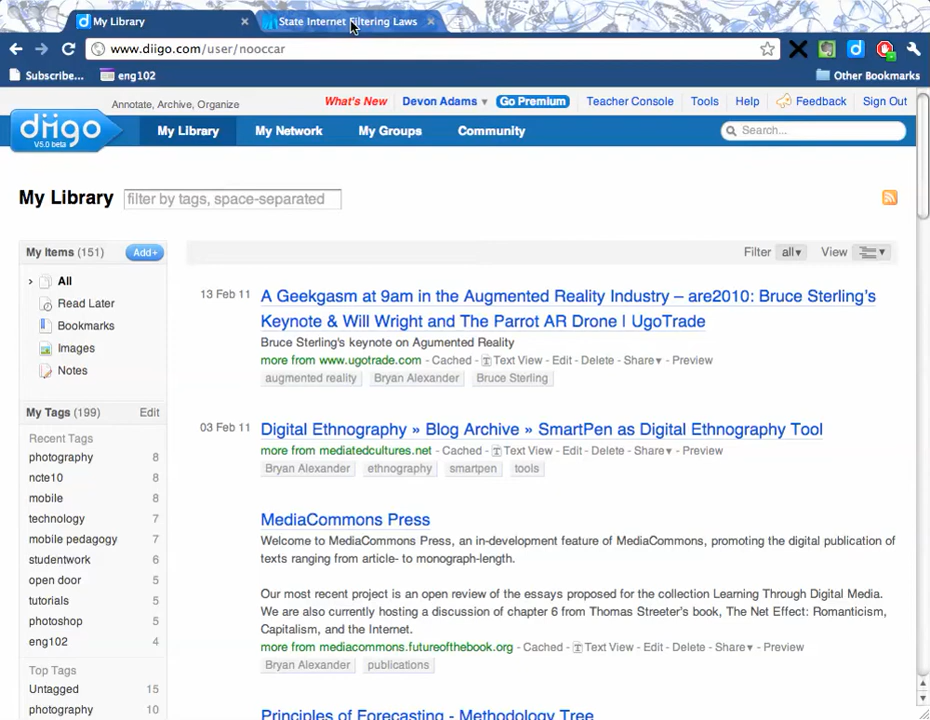 My Library
State Internet Filtering Laws
www.diigo.com/user/nooccar
Subscribe... eng102 Other Bookmarks
Annotate, Archive, Organize What's New Devon Adams Go Premium Teacher Console Tools Help Feedback Sign Out
diigo
V5.0 beta
My Library My Network My Groups Community Search...
My Library filter by tags, space-separated
My Items (151) Add+
Filter all View
All
Read Later
Bookmarks
Images
Notes
My Tags (199) Edit
Recent Tags
photography 8
ncte10 8
mobile 8
technology 7
mobile pedagogy 7
studentwork 6
open door 5
tutorials 5
photoshop 5
eng102 4
Top Tags
Untagged 15
photography 10
13 Feb 11 A Geekgasm at 9am in the Augmented Reality Industry – are2010: Bruce Sterling's
Keynote & Will Wright and The Parrot AR Drone | UgoTrade
Bruce Sterling's keynote on Agumented Reality
more from www.ugotrade.com - Cached - Text View - Edit - Delete - Share - Preview
augmented reality Bryan Alexander Bruce Sterling
03 Feb 11 Digital Ethnography » Blog Archive » SmartPen as Digital Ethnography Tool
more from mediatedcultures.net - Cached - Text View - Edit - Delete - Share - Preview
Bryan Alexander ethnography smartpen tools
MediaCommons Press
Welcome to MediaCommons Press, an in-development feature of MediaCommons, promoting the digital publication of
texts ranging from article- to monograph-length.
Our most recent project is an open review of the essays proposed for the collection Learning Through Digital Media.
We are also currently hosting a discussion of chapter 6 from Thomas Streeter's book, The Net Effect: Romanticism,
Capitalism, and the Internet.
more from mediacommons.futureofthebook.org - Cached - Text View - Edit - Delete - Share - Preview
Bryan Alexander publications
Principles of Forecasting - Methodology Tree